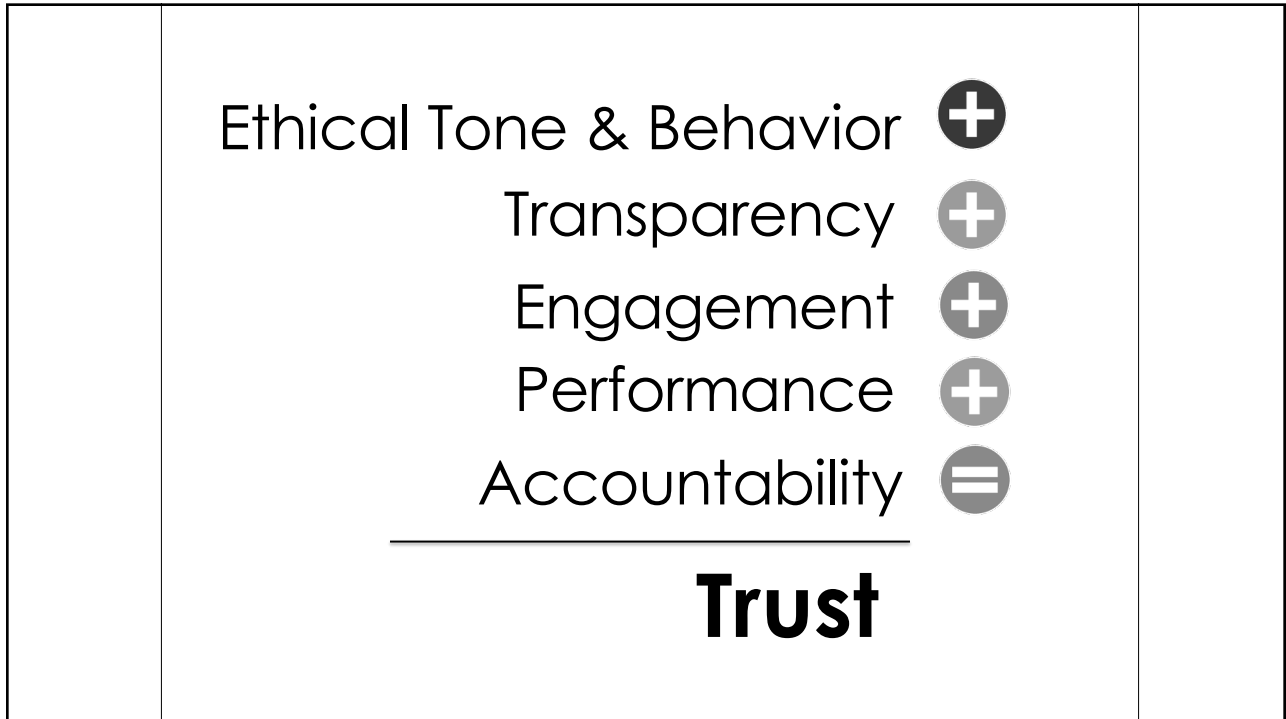 Ethical Tone & Behavior +
Transparency +
Engagement +
Performance +
Accountability =
Trust